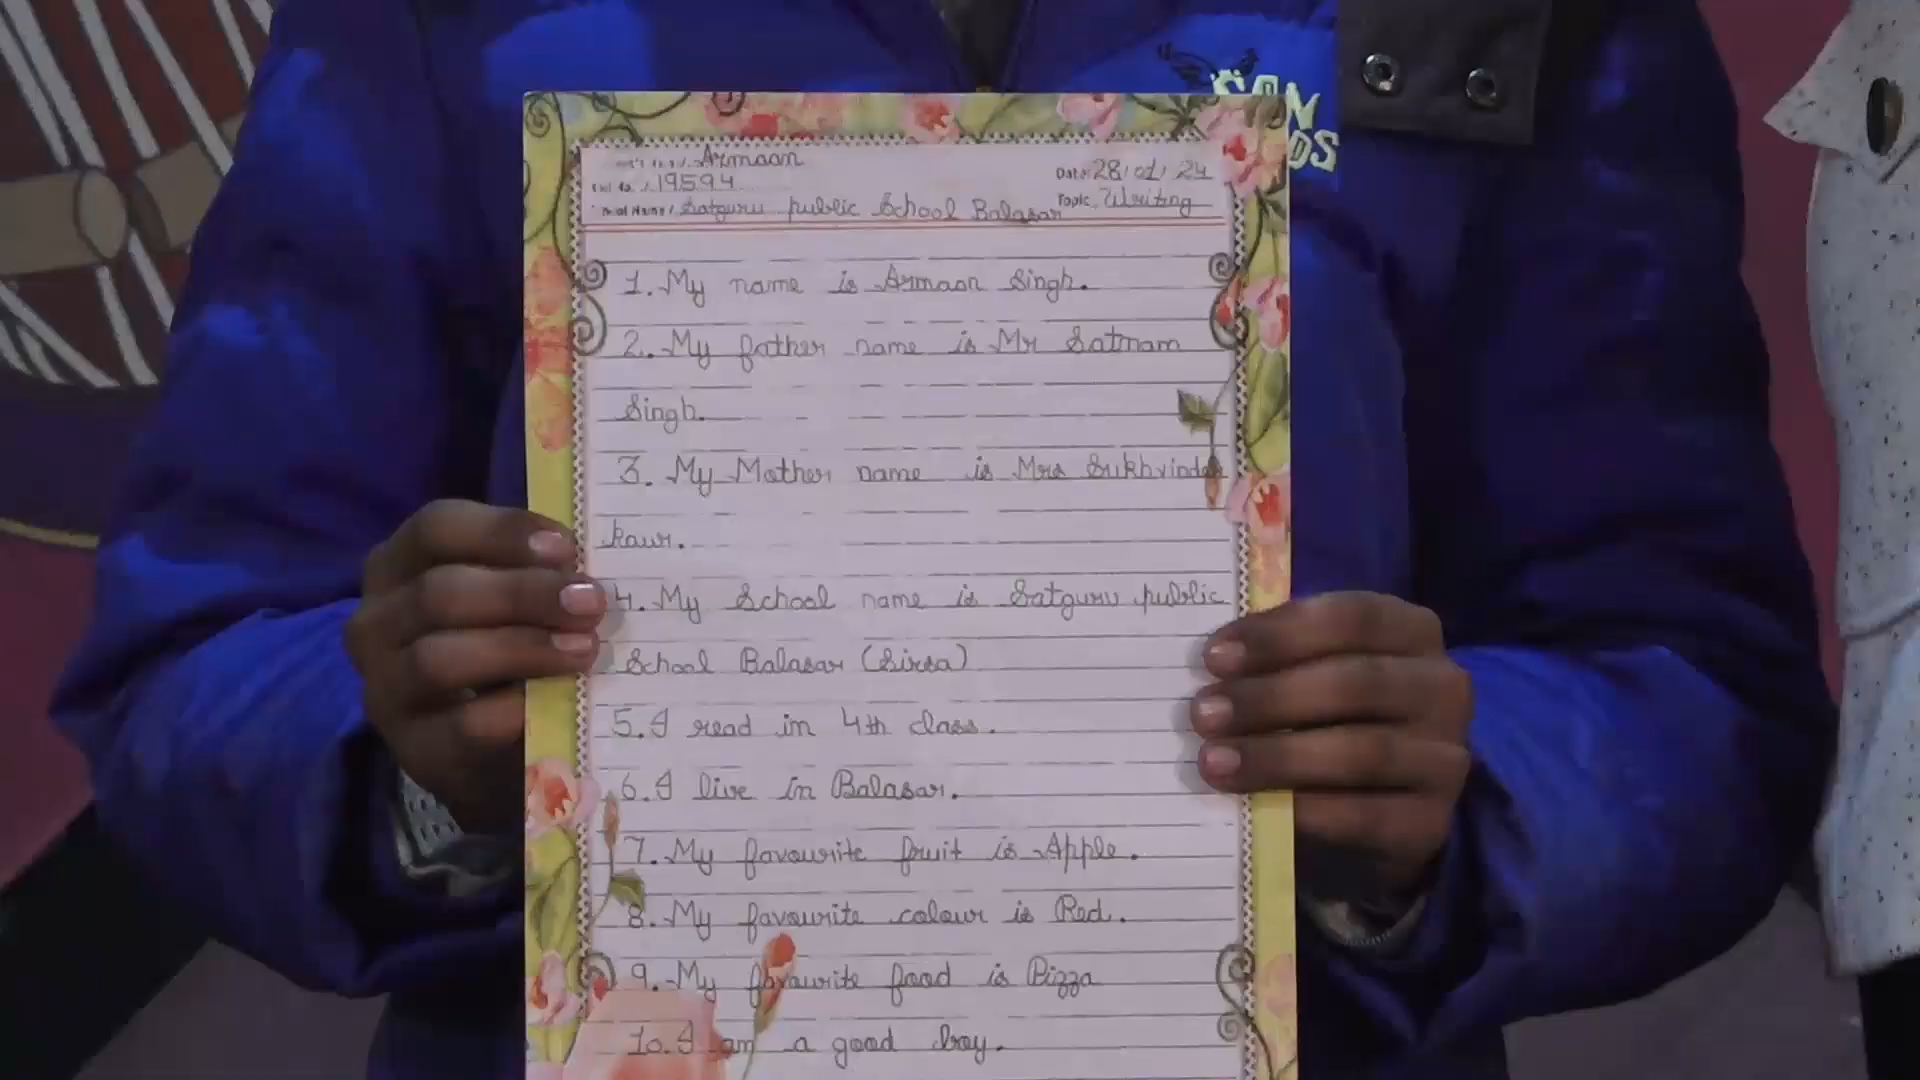 Armaan
19594
Date 28/01/24
School Name / Satguru public School Balasar
Topic Writing
1. My name is Armaan Singh.
2. My father name is Mr Satnam
Singh.
3. My Mother name is Mrs Sukhvinder
kaur.
4. My School name is Satguru public
School Balasar (Sirsa)
5. I read in 4th class.
6. I live in Balasar.
7. My favourite fruit is Apple.
8. My favourite colour is Red.
9. My favourite food is Pizza
10. I am a good boy.